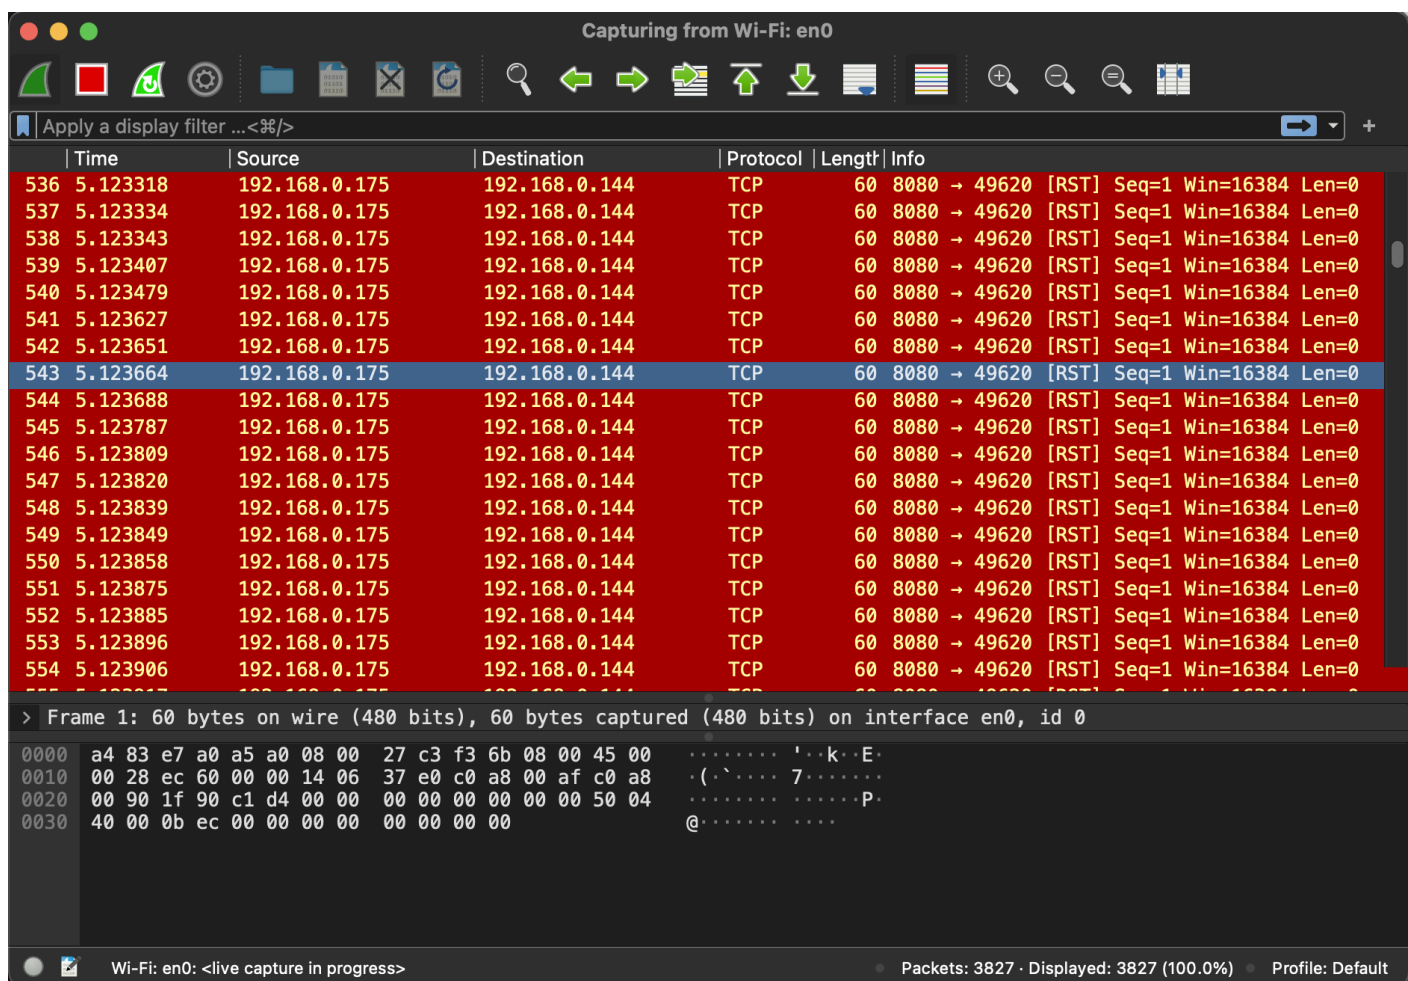 Capturing from Wi-Fi: en0
Apply a display filter ...<⌘/>
Time Source Destination Protocol Length Info
536 5.123318 192.168.0.175 192.168.0.144 TCP 60 8080 → 49620 [RST] Seq=1 Win=16384 Len=0
537 5.123334 192.168.0.175 192.168.0.144 TCP 60 8080 → 49620 [RST] Seq=1 Win=16384 Len=0
538 5.123343 192.168.0.175 192.168.0.144 TCP 60 8080 → 49620 [RST] Seq=1 Win=16384 Len=0
539 5.123407 192.168.0.175 192.168.0.144 TCP 60 8080 → 49620 [RST] Seq=1 Win=16384 Len=0
540 5.123479 192.168.0.175 192.168.0.144 TCP 60 8080 → 49620 [RST] Seq=1 Win=16384 Len=0
541 5.123627 192.168.0.175 192.168.0.144 TCP 60 8080 → 49620 [RST] Seq=1 Win=16384 Len=0
542 5.123651 192.168.0.175 192.168.0.144 TCP 60 8080 → 49620 [RST] Seq=1 Win=16384 Len=0
543 5.123664 192.168.0.175 192.168.0.144 TCP 60 8080 → 49620 [RST] Seq=1 Win=16384 Len=0
544 5.123688 192.168.0.175 192.168.0.144 TCP 60 8080 → 49620 [RST] Seq=1 Win=16384 Len=0
545 5.123787 192.168.0.175 192.168.0.144 TCP 60 8080 → 49620 [RST] Seq=1 Win=16384 Len=0
546 5.123809 192.168.0.175 192.168.0.144 TCP 60 8080 → 49620 [RST] Seq=1 Win=16384 Len=0
547 5.123820 192.168.0.175 192.168.0.144 TCP 60 8080 → 49620 [RST] Seq=1 Win=16384 Len=0
548 5.123839 192.168.0.175 192.168.0.144 TCP 60 8080 → 49620 [RST] Seq=1 Win=16384 Len=0
549 5.123849 192.168.0.175 192.168.0.144 TCP 60 8080 → 49620 [RST] Seq=1 Win=16384 Len=0
550 5.123858 192.168.0.175 192.168.0.144 TCP 60 8080 → 49620 [RST] Seq=1 Win=16384 Len=0
551 5.123875 192.168.0.175 192.168.0.144 TCP 60 8080 → 49620 [RST] Seq=1 Win=16384 Len=0
552 5.123885 192.168.0.175 192.168.0.144 TCP 60 8080 → 49620 [RST] Seq=1 Win=16384 Len=0
553 5.123896 192.168.0.175 192.168.0.144 TCP 60 8080 → 49620 [RST] Seq=1 Win=16384 Len=0
554 5.123906 192.168.0.175 192.168.0.144 TCP 60 8080 → 49620 [RST] Seq=1 Win=16384 Len=0
> Frame 1: 60 bytes on wire (480 bits), 60 bytes captured (480 bits) on interface en0, id 0
0000 a4 83 e7 a0 a5 a0 08 00 27 c3 f3 6b 08 00 45 00 ········ '··k··E·
0010 00 28 ec 60 00 00 14 06 37 e0 c0 a8 00 af c0 a8 ·(·`···· 7·······
0020 00 90 1f 90 c1 d4 00 00 00 00 00 00 00 00 50 04 ········ ······P·
0030 40 00 0b ec 00 00 00 00 00 00 00 00 @······· ····
Wi-Fi: en0: <live capture in progress> Packets: 3827 · Displayed: 3827 (100.0%) Profile: Default